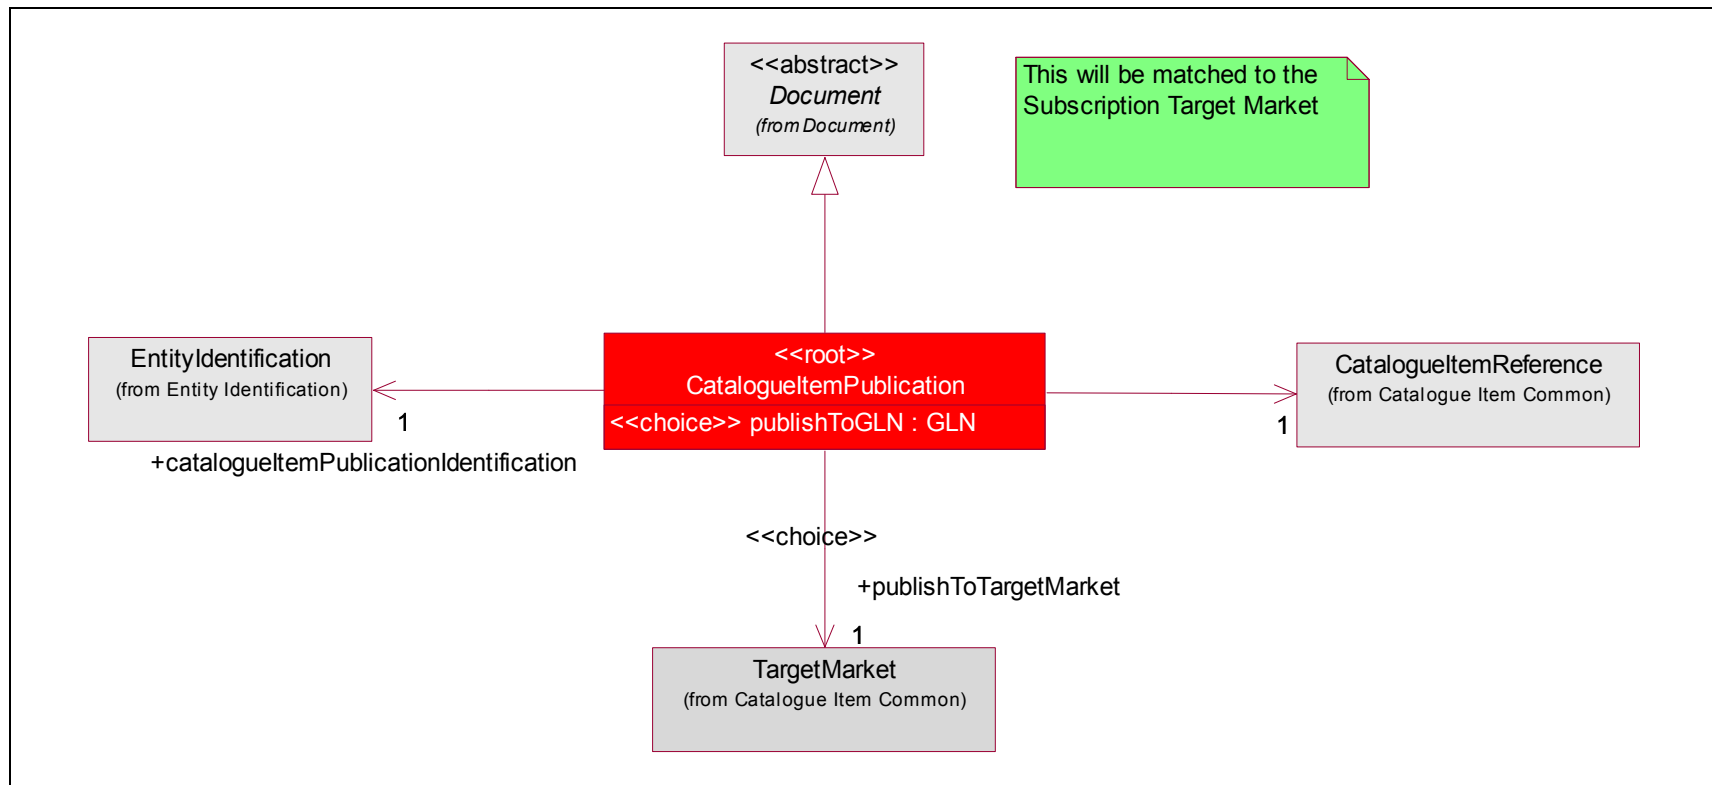 <<abstract>>
Document
(from Document)
This will be matched to the
Subscription Target Market
EntityIdentification
(from Entity Identification)
1
+catalogueItemPublicationIdentification
<<root>>
CatalogueItemPublication
<<choice>> publishToGLN : GLN
CatalogueItemReference
(from Catalogue Item Common)
1
<<choice>>
+publishToTargetMarket
1
TargetMarket
(from Catalogue Item Common)